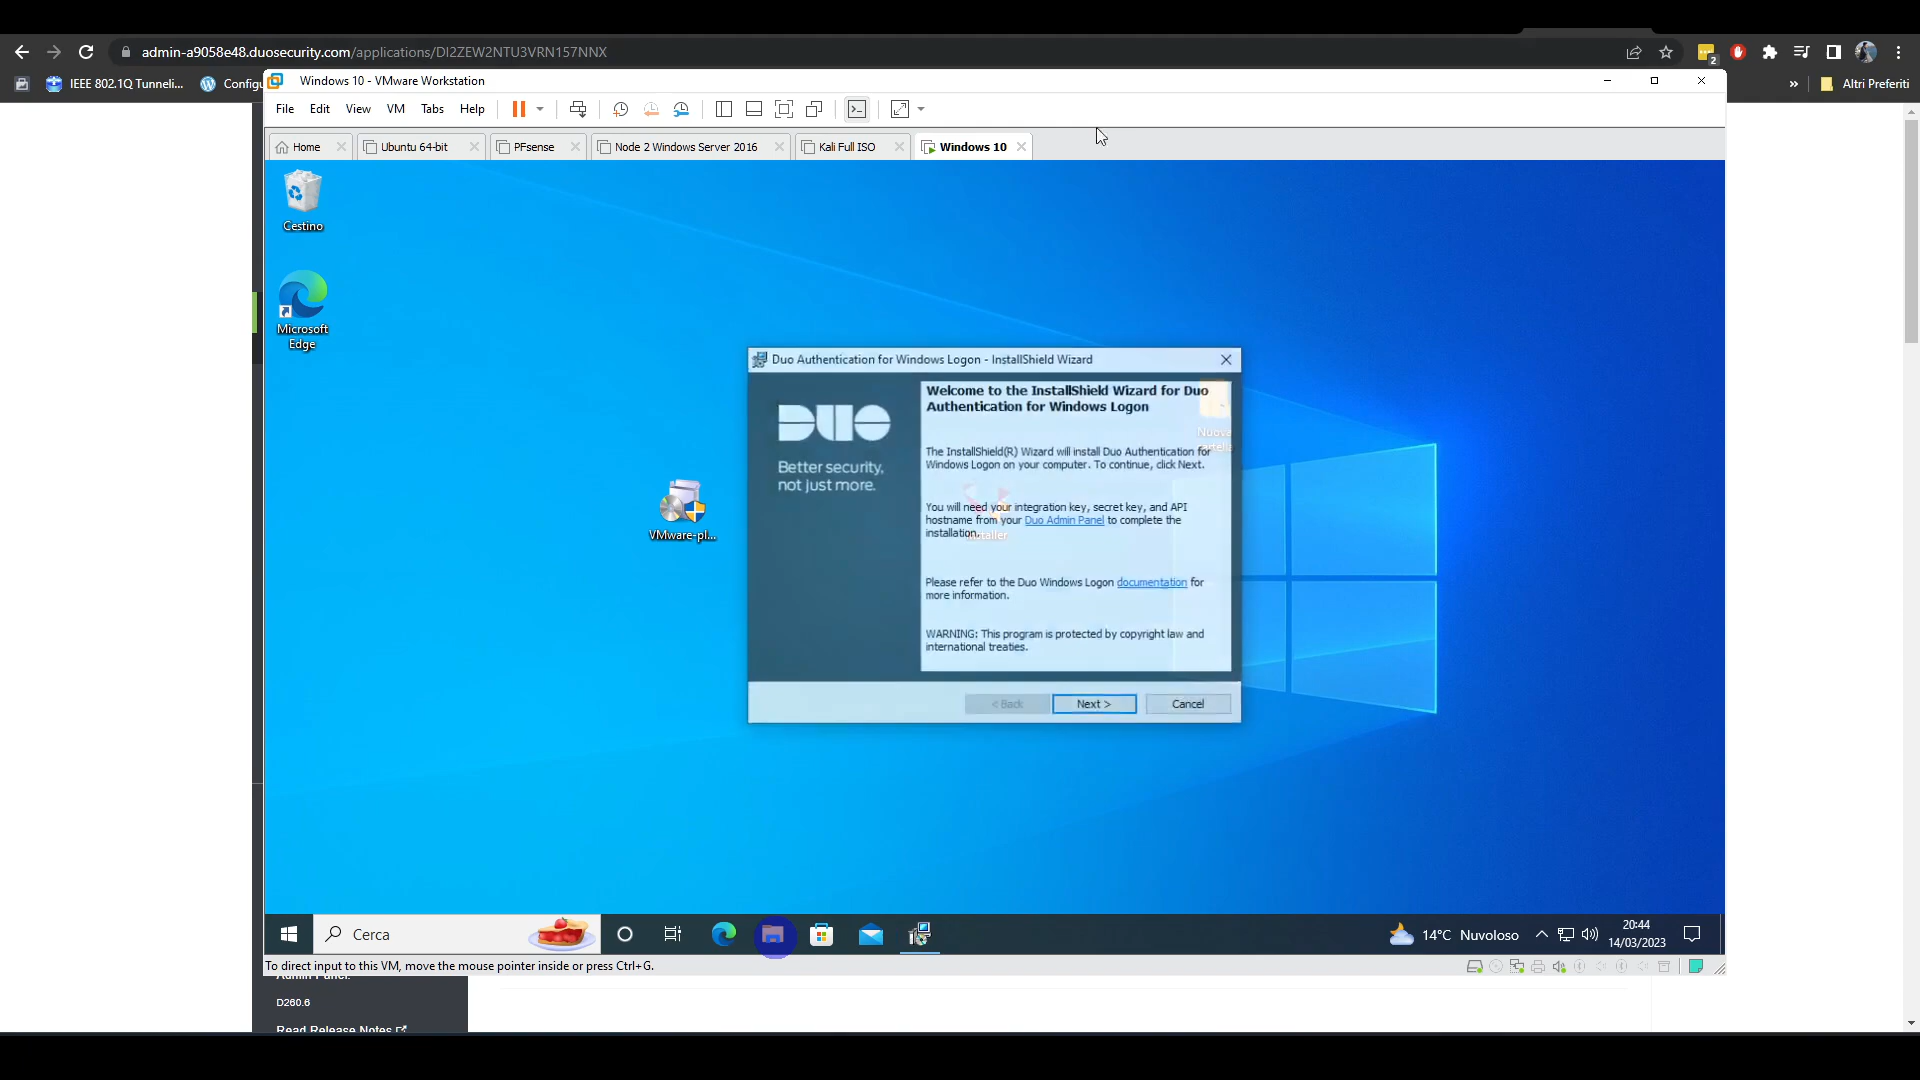 admin-a9058e48.duosecurity.com/applications/DI2ZEW2NTU3VRN157NNX
2
IEEE 802.1Q Tunneli...
Configu
»
Altri Preferiti
Windows 10 - VMware Workstation
File Edit View VM Tabs Help
Home
Ubuntu 64-bit
PFsense
Node 2 Windows Server 2016
Kali Full ISO
Windows 10
Cestino
Microsoft
Edge
VMware-pl...
Duo Authentication for Windows Logon - InstallShield Wizard
DUO
Better security,
not just more.
Welcome to the InstallShield Wizard for Duo
Authentication for Windows Logon
Nuova
The InstallShield(R) Wizard will install Duo Authentication for
Windows Logon on your computer. To continue, click Next.
You will need your integration key, secret key, and API
hostname from your Duo Admin Panel to complete the
installation.
Please refer to the Duo Windows Logon documentation for
more information.
WARNING: This program is protected by copyright law and
international treaties.
< Back
Next >
Cancel
Cerca
14°C Nuvoloso
20:44
14/03/2023
To direct input to this VM, move the mouse pointer inside or press Ctrl+G.
Admin Panel:
D260.6
Read Release Notes